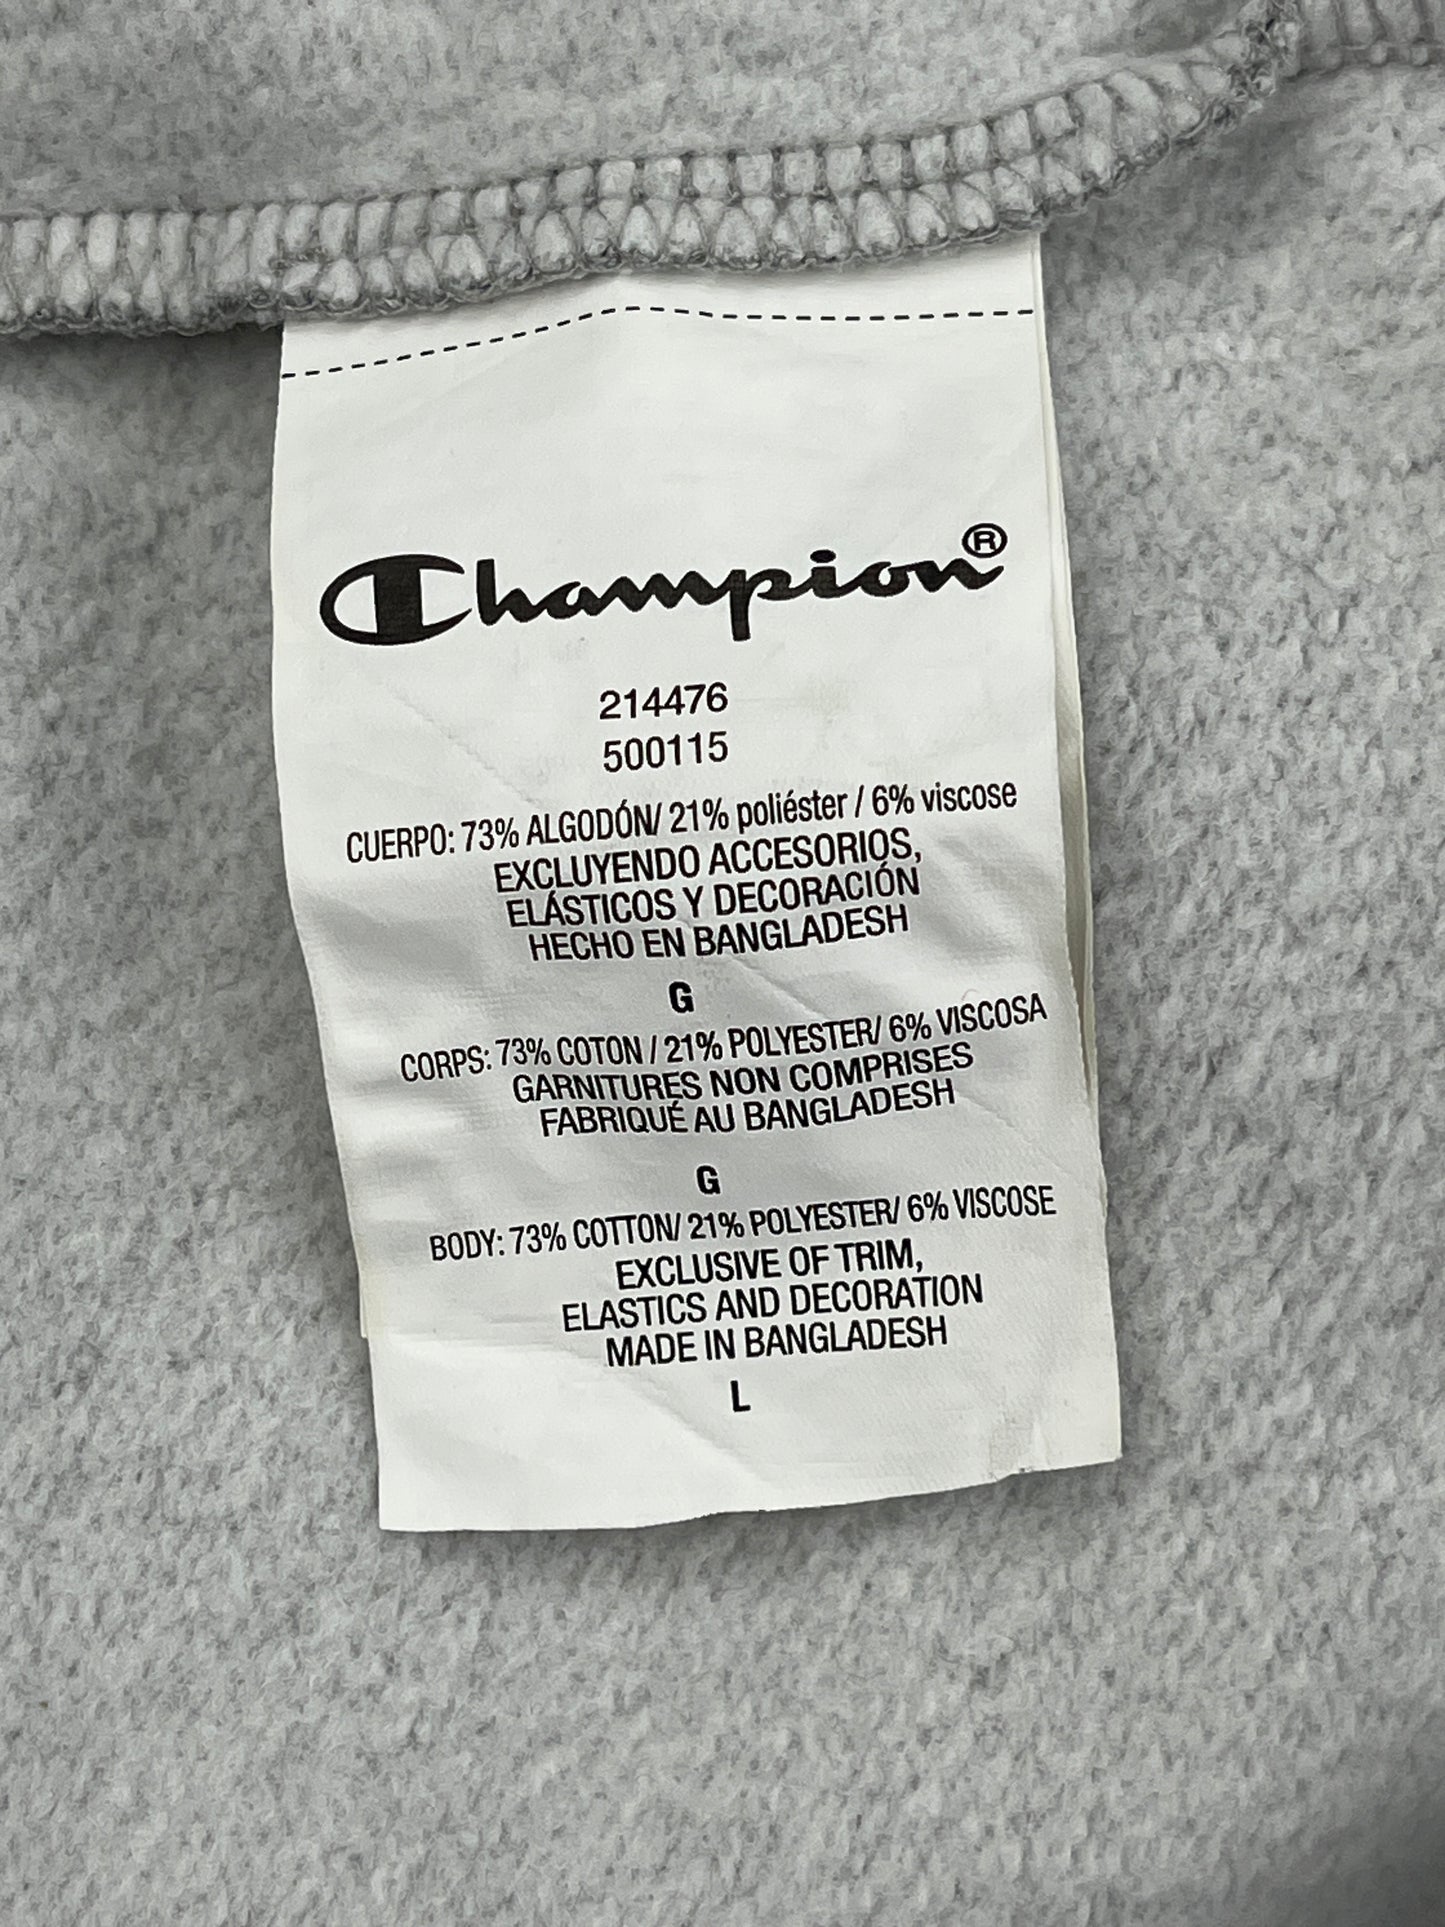 Champion®
214476
500115
CUERPO: 73% ALGODÓN/ 21% poliéster / 6% viscose
EXCLUYENDO ACCESORIOS,
ELÁSTICOS Y DECORACIÓN
HECHO EN BANGLADESH
G
CORPS: 73% COTON / 21% POLYESTER/ 6% VISCOSA
GARNITURES NON COMPRISES
FABRIQUÉ AU BANGLADESH
G
BODY: 73% COTTON/ 21% POLYESTER/ 6% VISCOSE
EXCLUSIVE OF TRIM,
ELASTICS AND DECORATION
MADE IN BANGLADESH
L